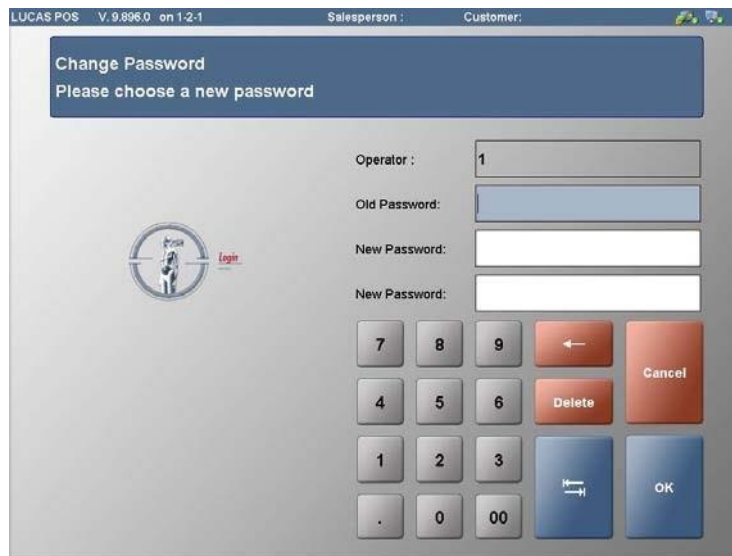 LUCAS POS V. 9.896.0 on 1-2-1 Salesperson : Customer:
Change Password
Please choose a new password
Operator : 1
Old Password:
New Password:
Login
New Password:
7 8 9 ←
Cancel
4 5 6 Delete
1 2 3
OK
. 0 00